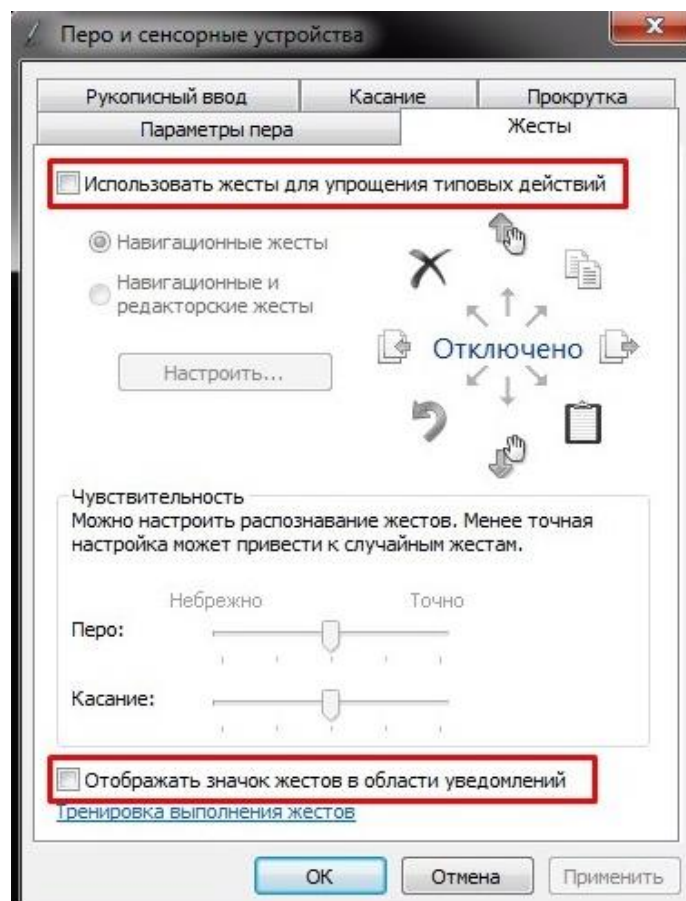 Перо и сенсорные устройства
Рукописный ввод
Касание
Прокрутка
Параметры пера
Жесты
Использовать жесты для упрощения типовых действий
Навигационные жесты
Навигационные и
редакторские жесты
Настроить...
Отключено
Чувствительность
Можно настроить распознавание жестов. Менее точная
настройка может привести к случайным жестам.
Небрежно
Точно
Перо:
Касание:
Отображать значок жестов в области уведомлений
Тренировка выполнения жестов
ОК
Отмена
Применить